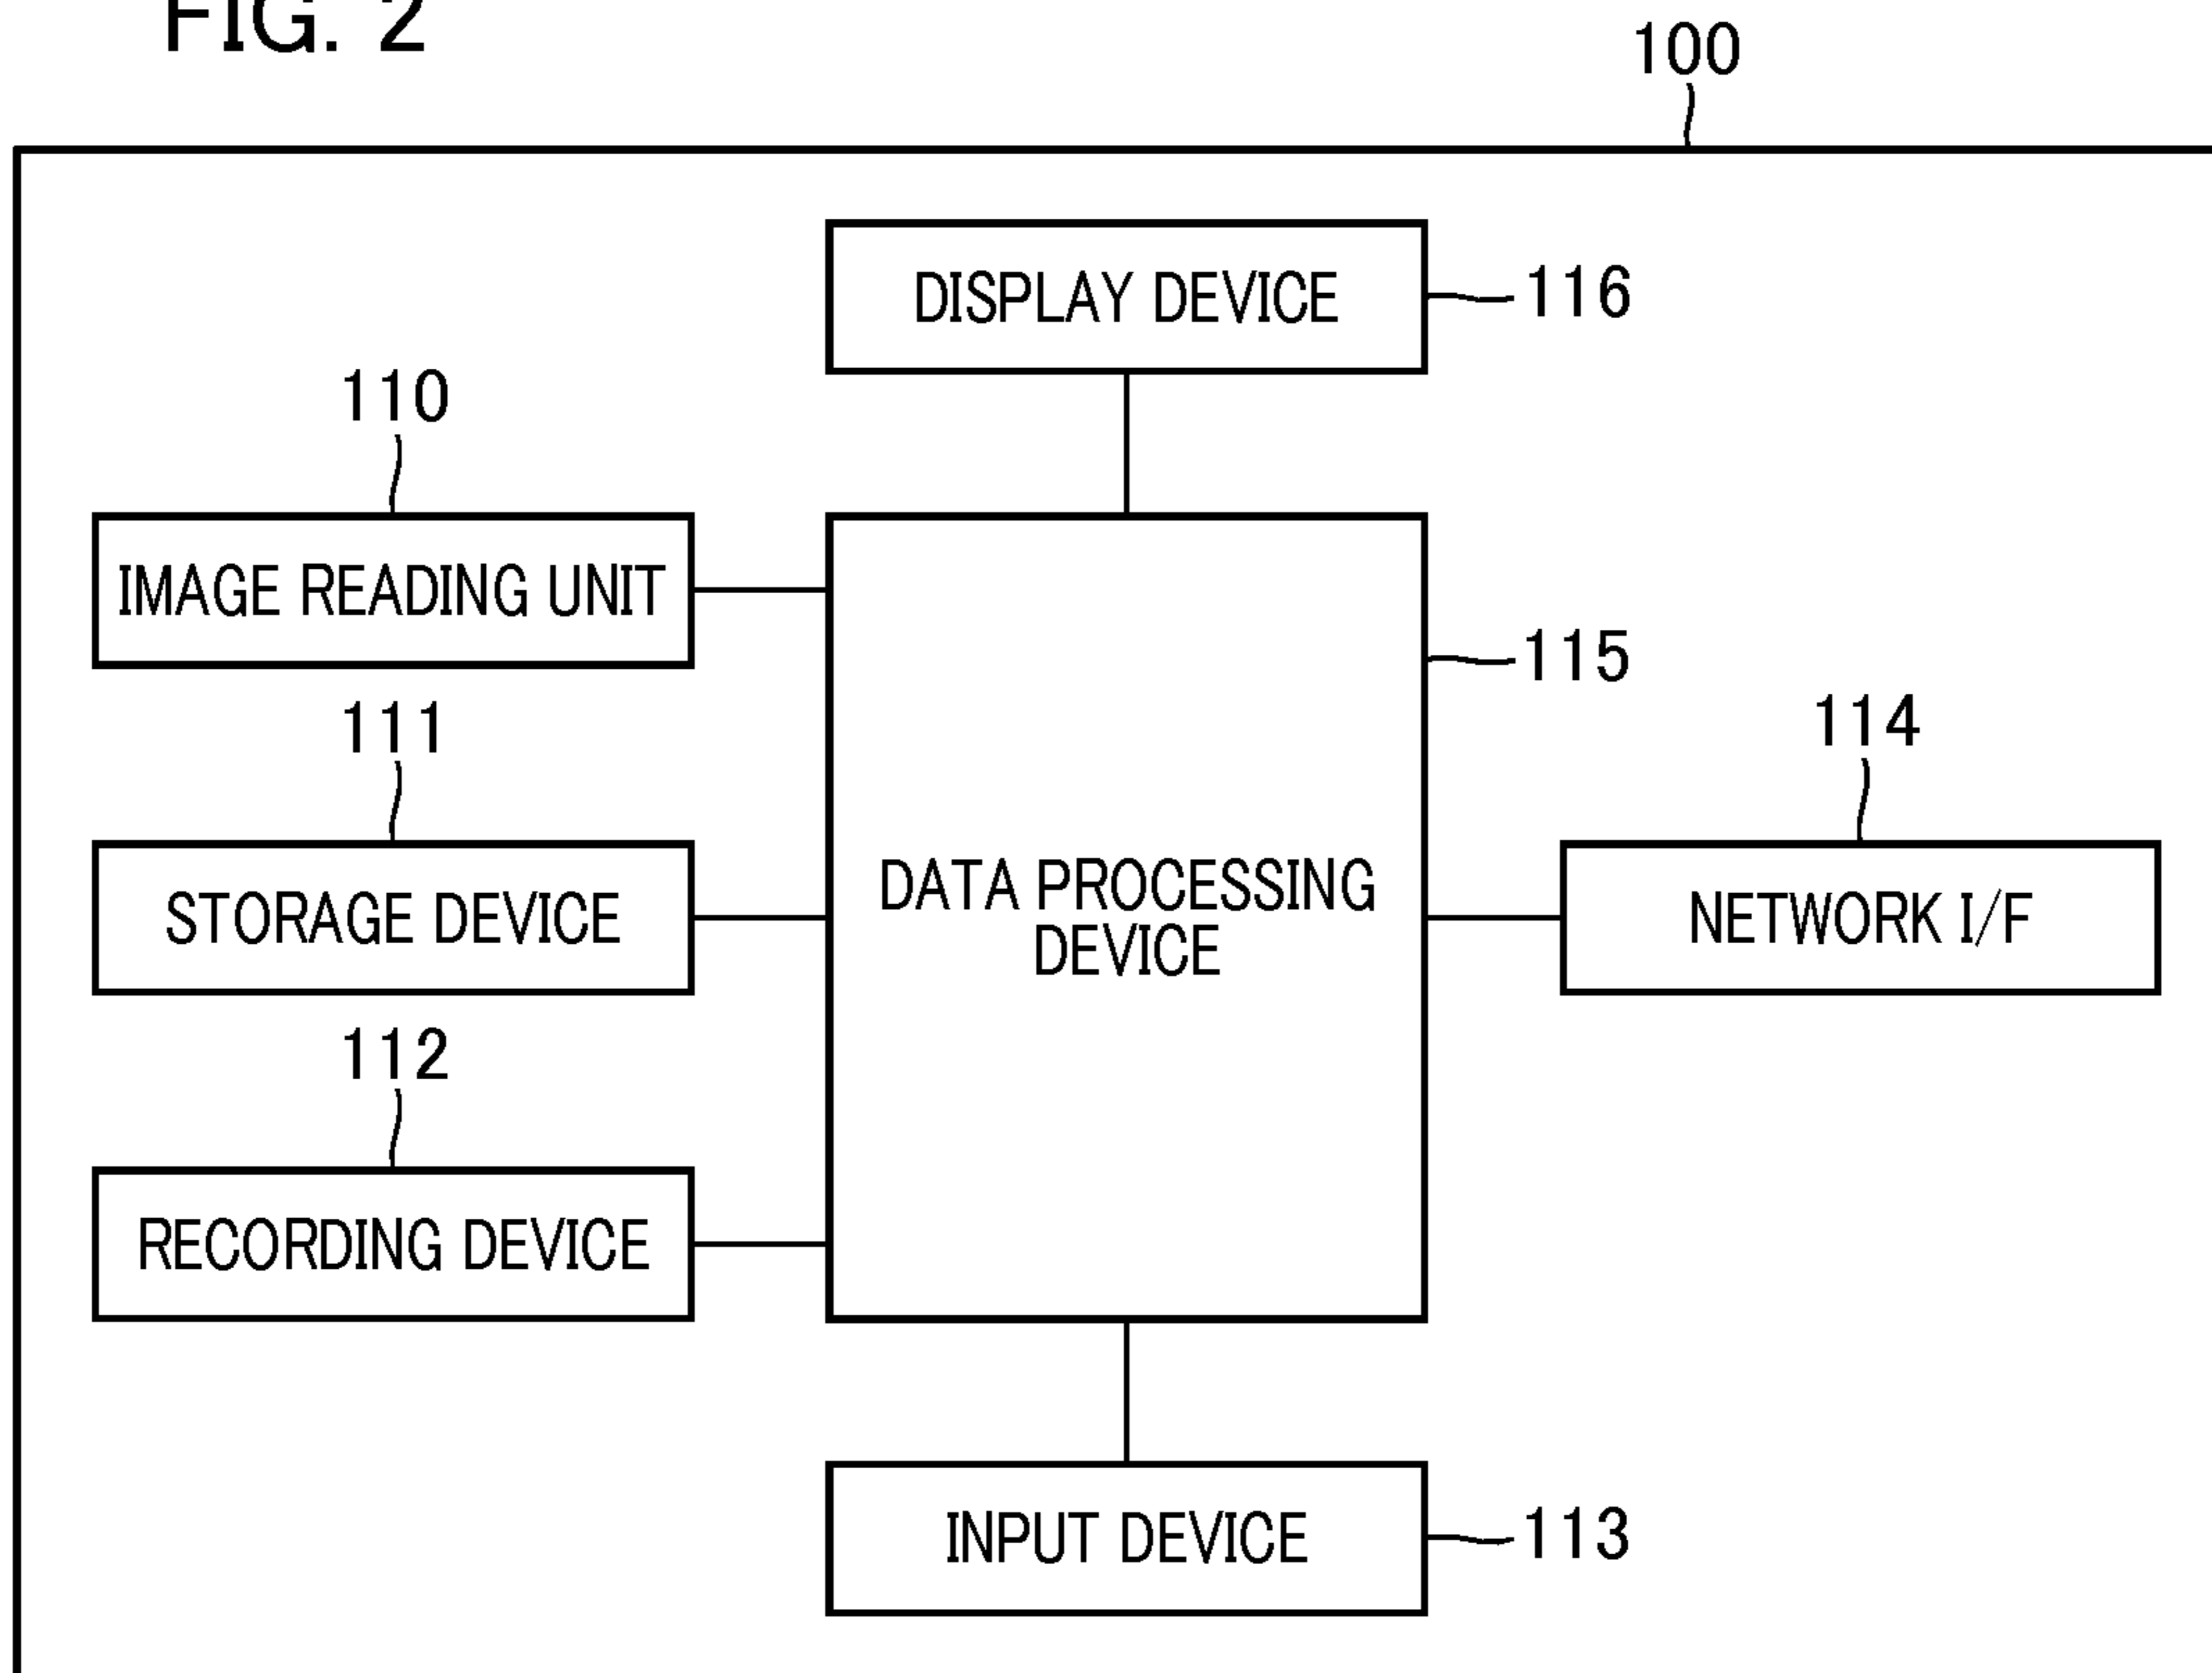 FIG. 2
100
DISPLAY DEVICE
116
110
IMAGE READING UNIT
115
111
114
STORAGE DEVICE
DATA PROCESSING
DEVICE
NETWORK I/F
112
RECORDING DEVICE
INPUT DEVICE
113